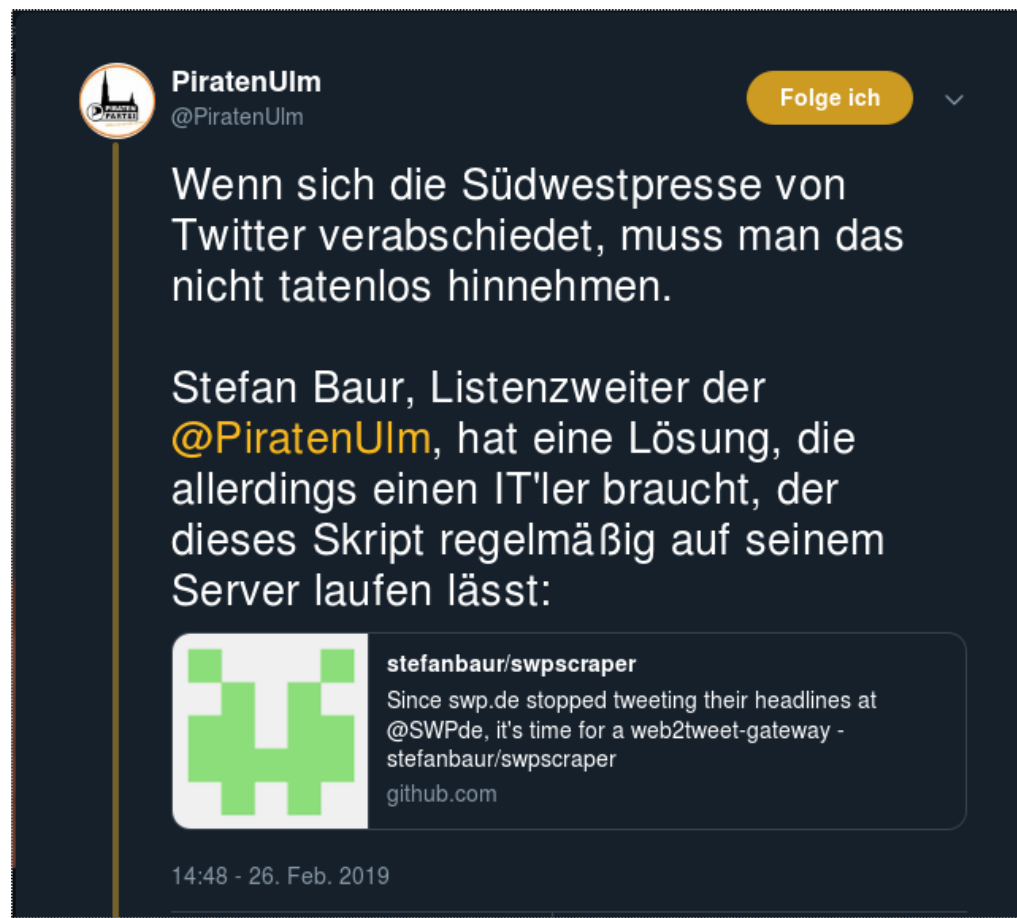 PiratenUlm
@PiratenUlm
Folge ich
PIRATEN
PARTEI
Wenn sich die Südwestpresse von
Twitter verabschiedet, muss man das
nicht tatenlos hinnehmen.
Stefan Baur, Listenzweiter der
@PiratenUlm, hat eine Lösung, die
allerdings einen IT'ler braucht, der
dieses Skript regelmäßig auf seinem
Server laufen lässt:
stefanbaur/swpscraper
Since swp.de stopped tweeting their headlines at
@SWPde, it's time for a web2tweet-gateway -
stefanbaur/swpscraper
github.com
14:48 - 26. Feb. 2019